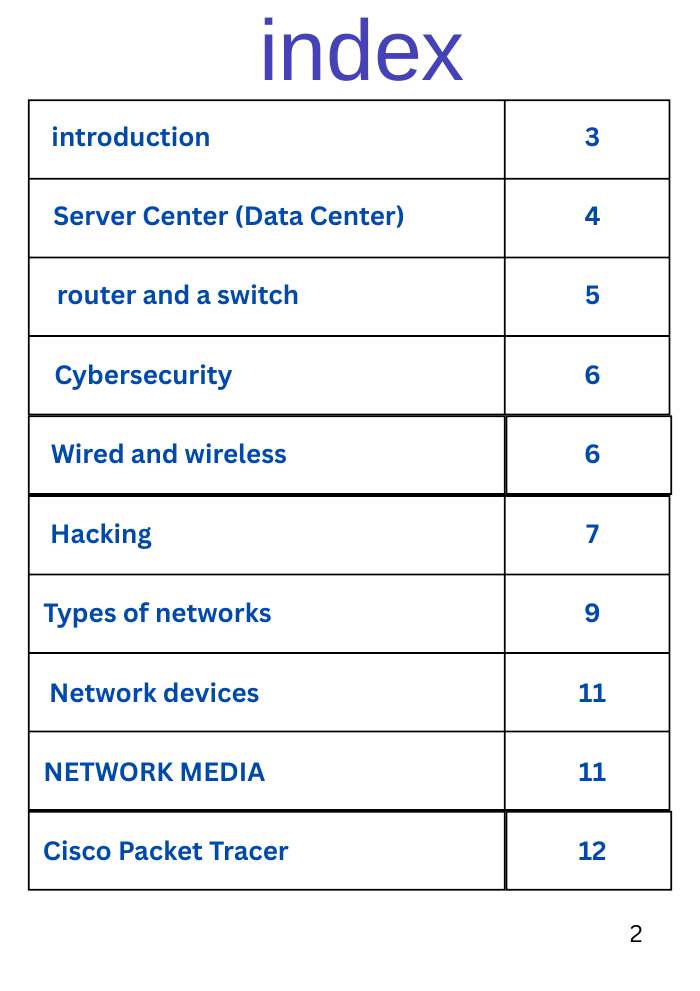 index
introduction 3
Server Center (Data Center) 4
router and a switch 5
Cybersecurity 6
Wired and wireless 6
Hacking 7
Types of networks 9
Network devices 11
NETWORK MEDIA 11
Cisco Packet Tracer 12
2